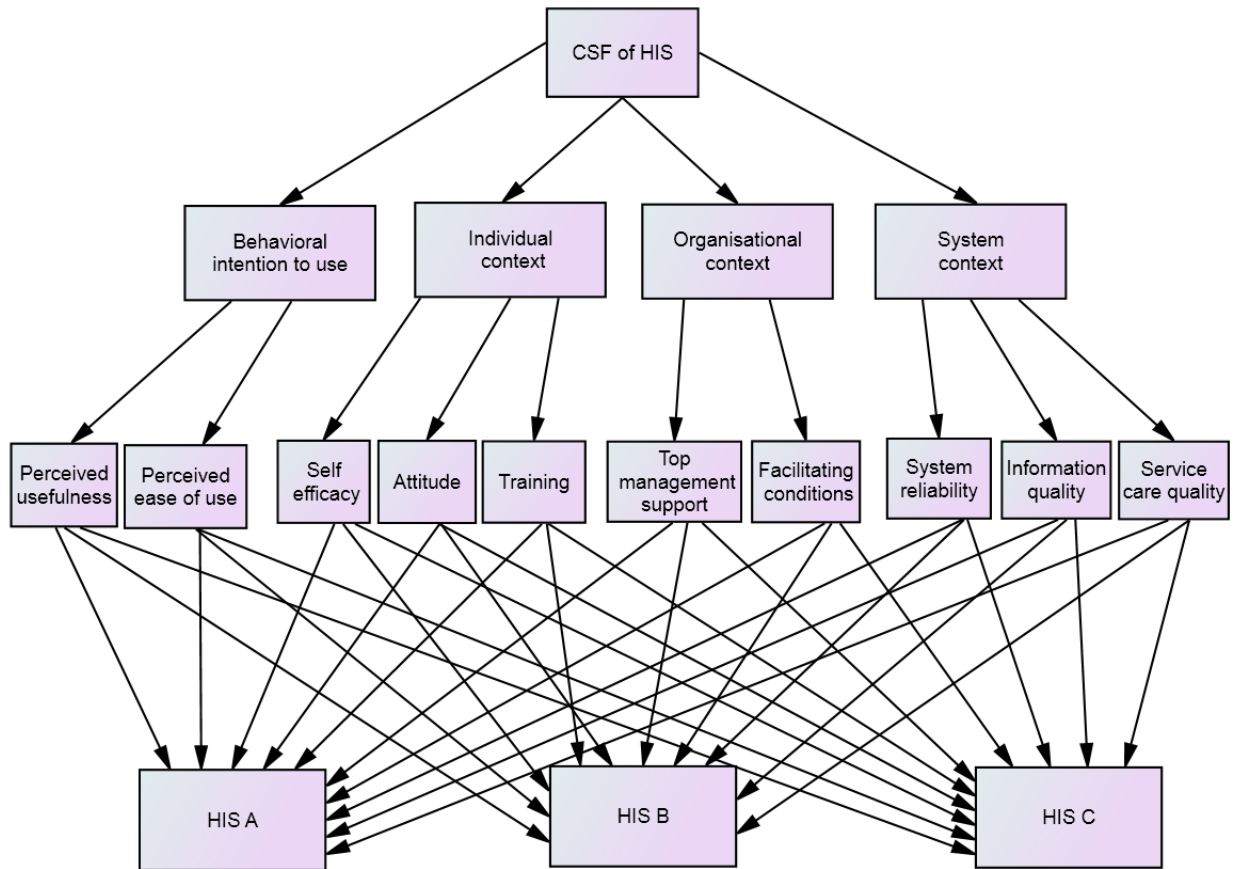 CSF of HIS
Behavioral
intention to use
Individual
context
Organisational
context
System
context
Perceived
usefulness
Perceived
ease of use
Self
efficacy
Attitude
Training
Top
management
support
Facilitating
conditions
System
reliability
Information
quality
Service
care quality
HIS A
HIS B
HIS C